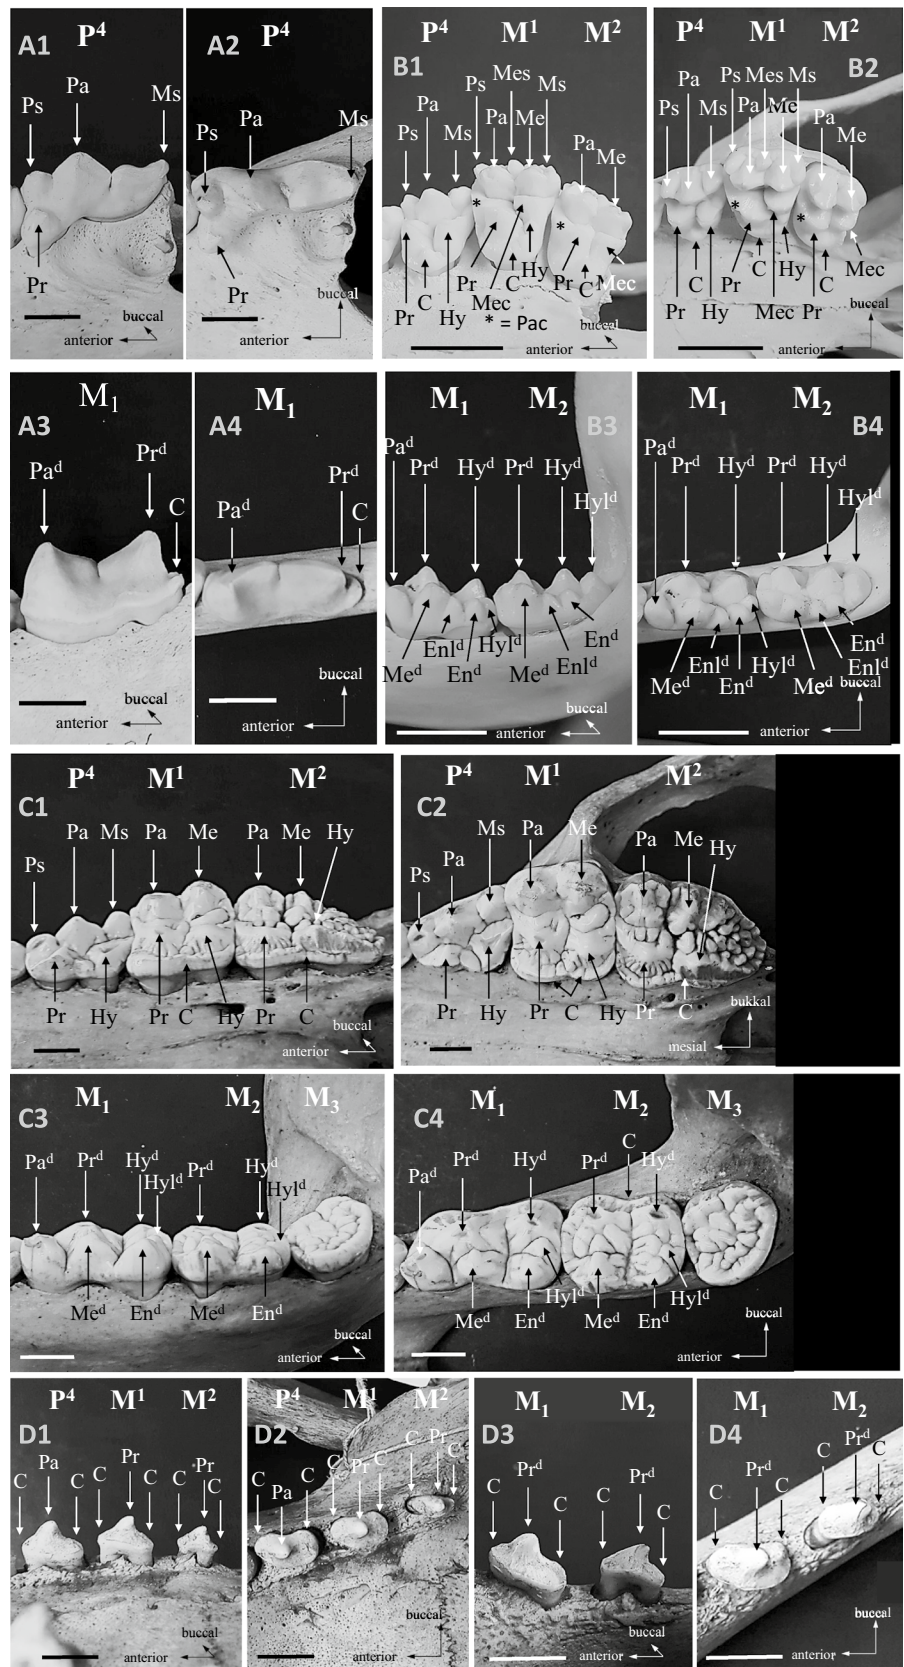 A1
P⁴
Ps
Pa
Ms
Pr
buccal
anterior
A2
P⁴
Ps
Pa
Ms
Pr
buccal
anterior
B1
P⁴ M¹ M²
Ps Mes Ms
Pa Pa Me
Ps Ms Pa Me
*
*
Pr C Hy Pr Mec C Hy Pr C Mec
* = Pac
buccal
anterior
B2
P⁴ M¹ M²
Ps Mes Ms
Pa Pa Me
Ps Ms Pa Me
*
*
Pr C Hy Pr C Mec Hy Pr C Mec
buccal
anterior
A3
M₁
Paᵈ
Prᵈ
C
buccal
anterior
A4
M₁
Paᵈ
Prᵈ
C
buccal
anterior
B3
M₁ M₂
Paᵈ
Prᵈ Hyᵈ Prᵈ Hyᵈ
Hylᵈ
Enlᵈ Hylᵈ Enᵈ
Meᵈ Enᵈ Meᵈ Enlᵈ
buccal
anterior
B4
M₁ M₂
Paᵈ
Prᵈ Hyᵈ Prᵈ Hyᵈ
Hylᵈ
Enᵈ
Enlᵈ Hylᵈ Enlᵈ
Meᵈ Enᵈ Meᵈ
buccal
anterior
C1
P⁴ M¹ M²
Ps Pa Ms Pa Me Pa Me Hy
Pr Hy Pr C Hy Pr C
buccal
anterior
C2
P⁴ M¹ M²
Ps Pa Ms Pa Me Pa Me Hy
Pr Hy Pr C Hy Pr C
bukkal
mesial
C3
M₁ M₂ M₃
Paᵈ Prᵈ Hyᵈ Hylᵈ Prᵈ Hyᵈ Hylᵈ
Meᵈ Enᵈ Meᵈ Enᵈ
buccal
anterior
C4
M₁ M₂ M₃
Paᵈ Prᵈ Hyᵈ Prᵈ C Hyᵈ
Meᵈ Enᵈ Hylᵈ Meᵈ Enᵈ Hylᵈ
buccal
anterior
D1
P⁴ M¹ M²
C Pa C C Pr C C Pr C
buccal
anterior
D2
P⁴ M¹ M²
C Pa C C Pr C C Pr C
buccal
anterior
D3
M₁ M₂
C Prᵈ C C Prᵈ C
buccal
anterior
D4
M₁ M₂
C Prᵈ C C Prᵈ C
buccal
anterior